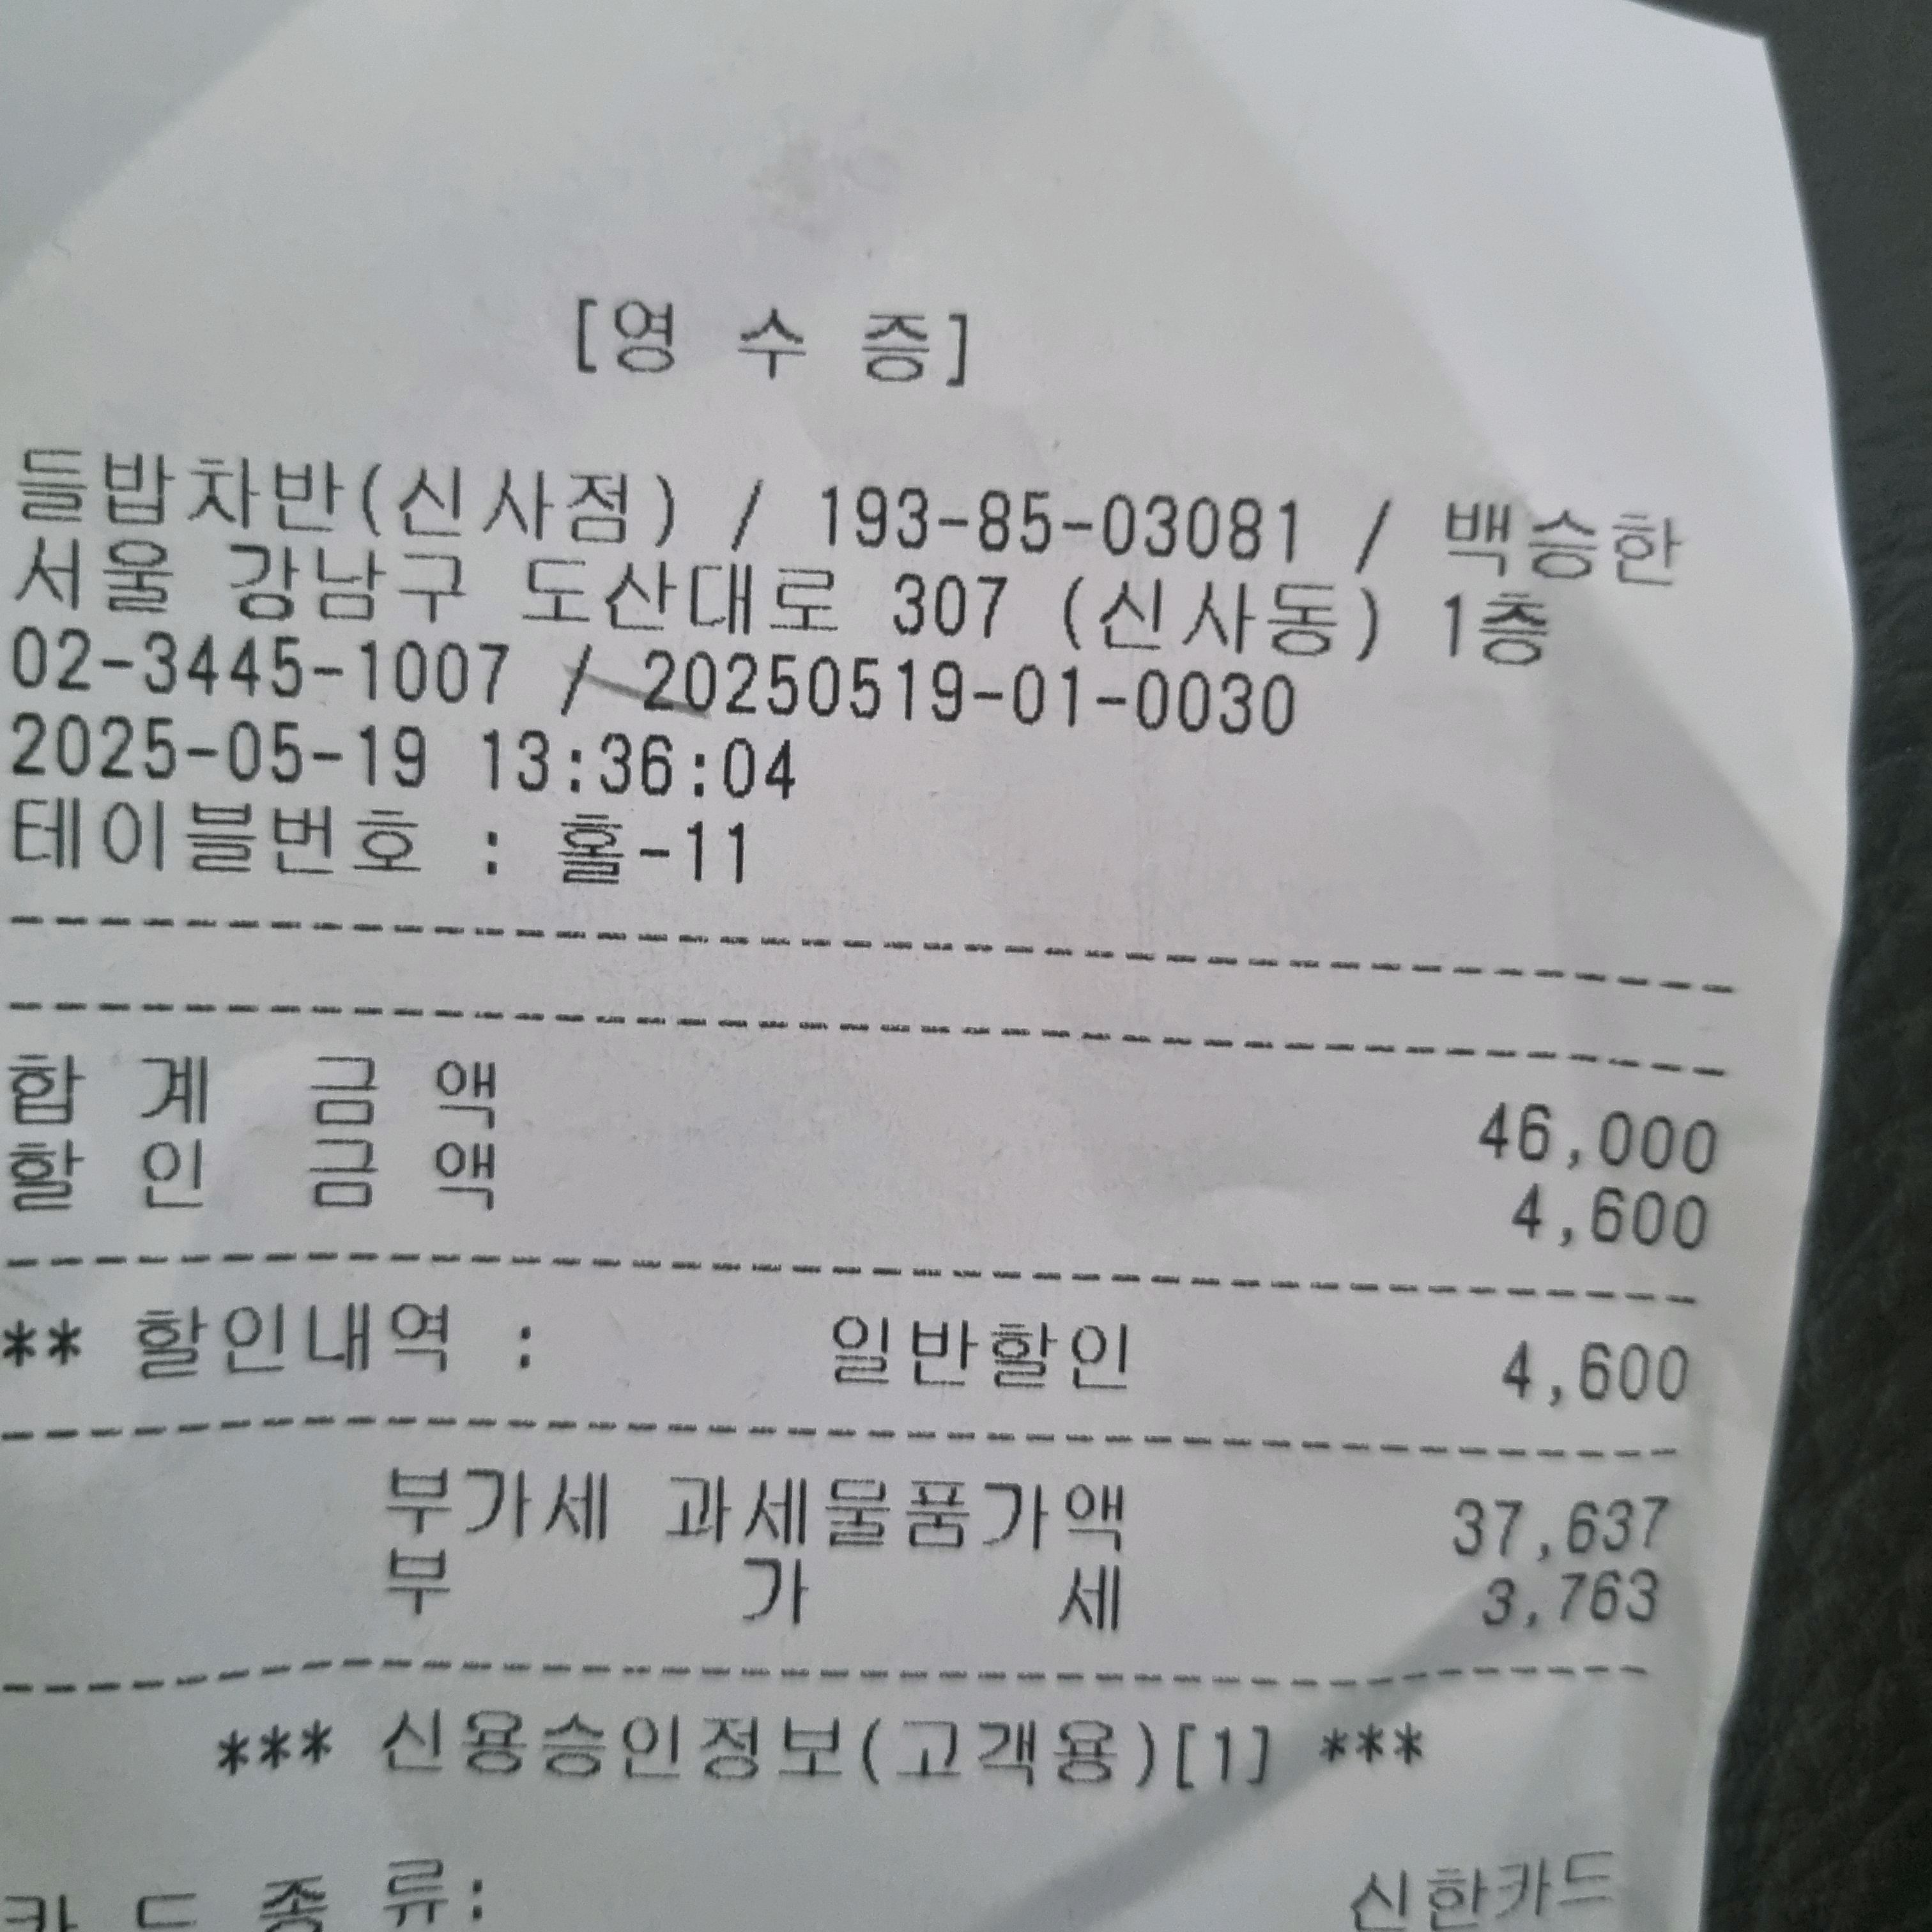 [영 수 증]
들밥차반(신사점) / 193-85-03081 / 백승한
서울 강남구 도산대로 307 (신사동) 1층
02-3445-1007 / 20250519-01-0030
2025-05-19 13:36:04
테이블번호 : 홀-11
합 계 금 액 46,000
할 인 금 액 4,600
** 할인내역 : 일반할인 4,600
부가세 과세물품가액 37,637
부 가 세 3,763
*** 신용승인정보(고객용)[1] ***
카 드 종 류: 신한카드